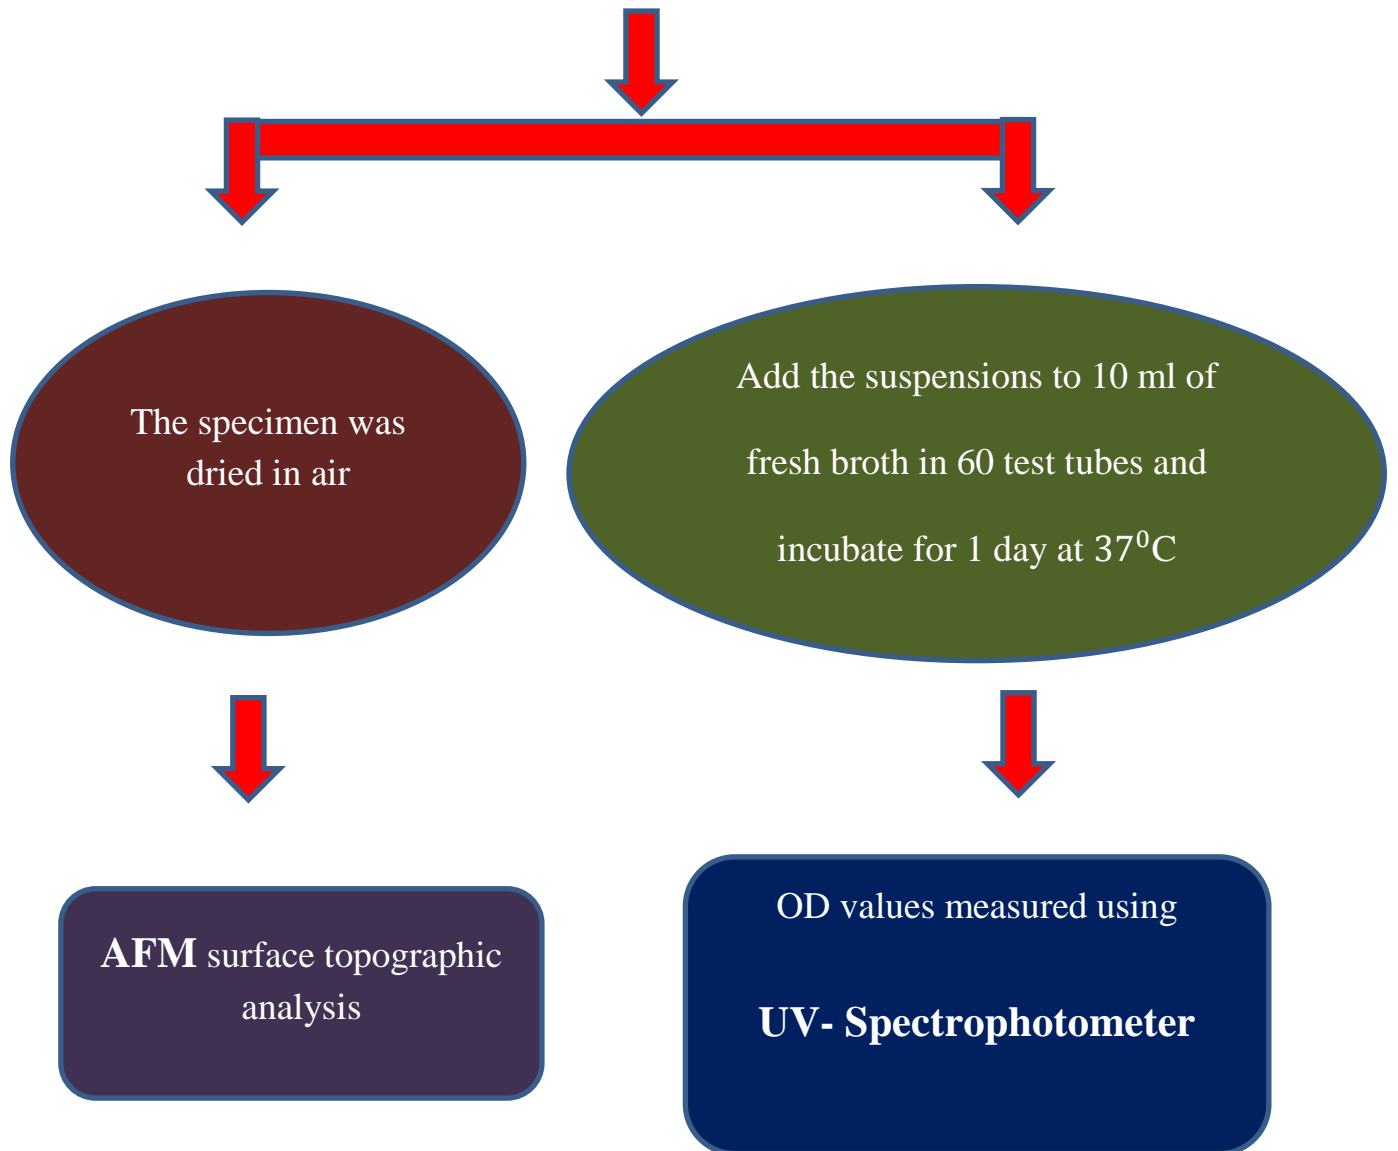 The specimen was
dried in air
Add the suspensions to 10 ml of
fresh broth in 60 test tubes and
incubate for 1 day at 37⁰C
AFM surface topographic
analysis
OD values measured using
UV- Spectrophotometer